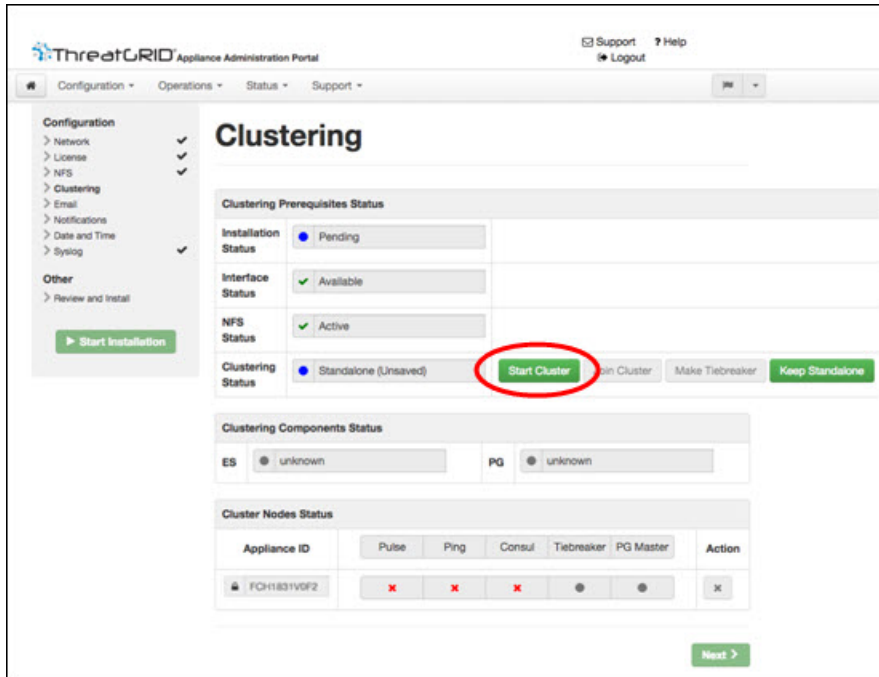 Support ? Help
ThreatGRID Appliance Administration Portal
Logout
Configuration Operations Status Support
Configuration
Network
License
NFS
Clustering
Email
Notifications
Date and Time
Syslog
Other
Review and Install
Start Installation
Clustering
Clustering Prerequisites Status
Installation Status
Pending
Interface Status
Available
NFS Status
Active
Clustering Status
Standalone (Unsaved) Start Cluster Join Cluster Make Tiebreaker Keep Standalone
Clustering Components Status
ES unknown PG unknown
Cluster Nodes Status
Appliance ID Pulse Ping Consul Tiebreaker PG Master Action
FCH1831V0F2
Next >